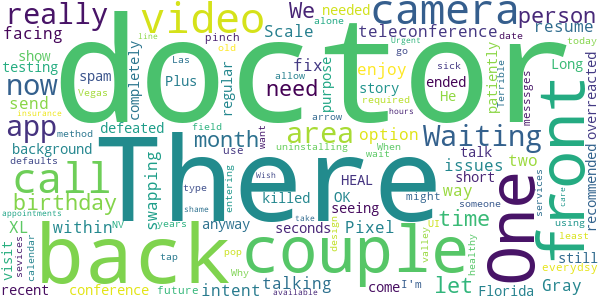 really
video
camera
We
needed
alone
person
facing
doctor
pinch
old
Scale
teleconference
resume
line
Las
Urgent
go
date
show
testing
completely
Plus
fix
enjoy
sick
ended
He
patiently
Long
today
now
spam
send
Vegas
regular
need
purpose
allow
story
required
Terrible
messsges
overreacted
app
defeated
month
area
option
Waiting
front
background
method
field
arrow
hours
When
wait
talk
issues
two
call
There
One
recommended
insurance
swapping
use
want
uninstalling
HEAL
short
way
birthday
defaults
type
killed
OK
might
someone
appointments
within
NV
years
anyway
entering
seeing
time
services
using
care
XL
back
couple
seconds
Pixel
UI
let
least
still
visit
sevices
calendar
tap
shame
Wish
pop
talking
take
design
valley
healthy
everydsy
recent
conference
future
intent
Why
available
come
I'm
Florida
Gray